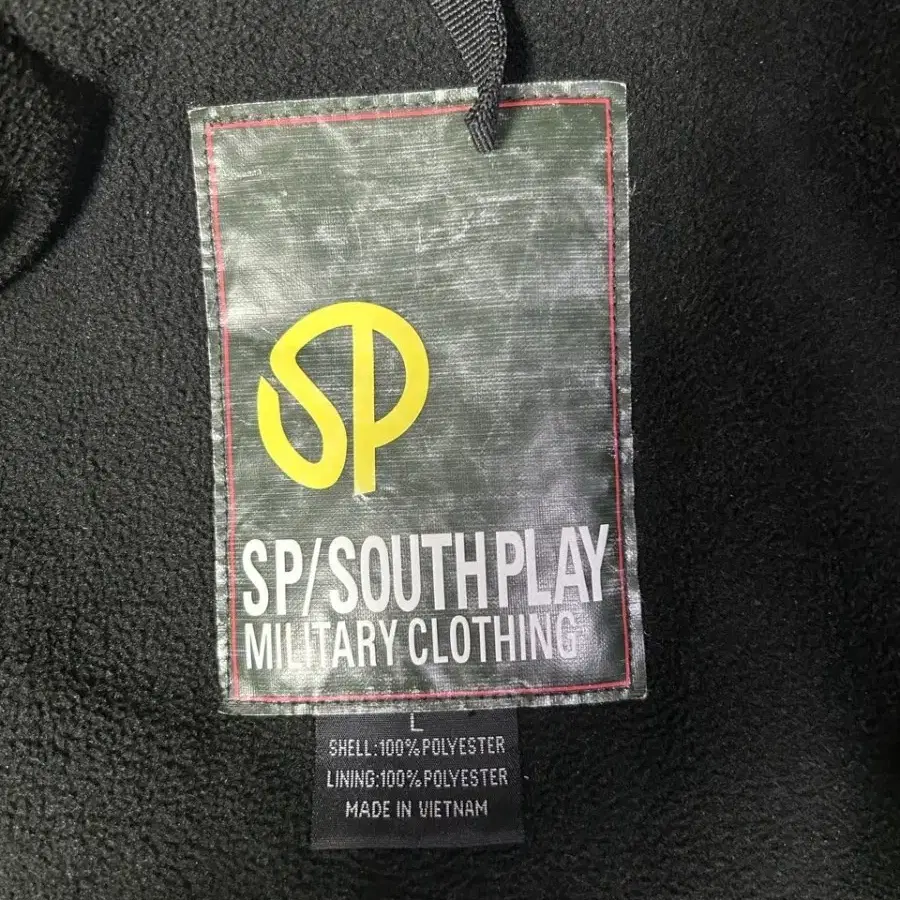 SP
SP/SOUTHPLAY
MILITARY CLOTHING
L
SHELL:100%POLYESTER
LINING:100%POLYESTER
MADE IN VIETNAM